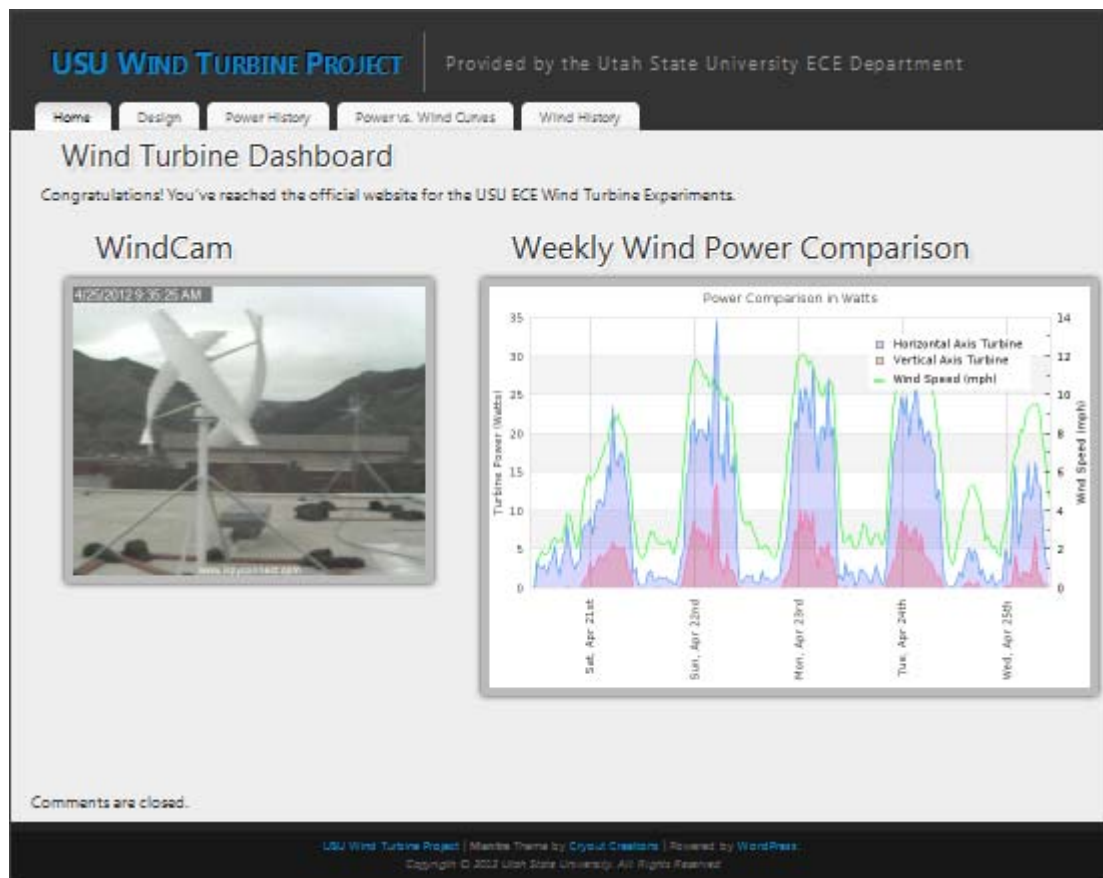 USU WIND TURBINE PROJECT
Provided by the Utah State University ECE Department
Home
Design
Power History
Power vs. Wind Curves
Wind History
Wind Turbine Dashboard
Congratulations! You've reached the official website for the USU ECE Wind Turbine Experiments.
WindCam
4/25/2012 9:35:25 AM
Weekly Wind Power Comparison
Power Comparison in Watts
Horizontal Axis Turbine
Vertical Axis Turbine
Wind Speed (mph)
Turbine Power (Watts)
35
30
25
20
15
10
5
0
14
12
10
8
6
4
2
0
Wind Speed (mph)
Sat, Apr 21st
Sun, Apr 22nd
Mon, Apr 23rd
Tue, Apr 24th
Wed, Apr 25th
Comments are closed.
USU Wind Turbine Project | Mantra Theme by Cryout Creations | Powered by WordPress.
Copyright © 2012 Utah State University. All Rights Reserved